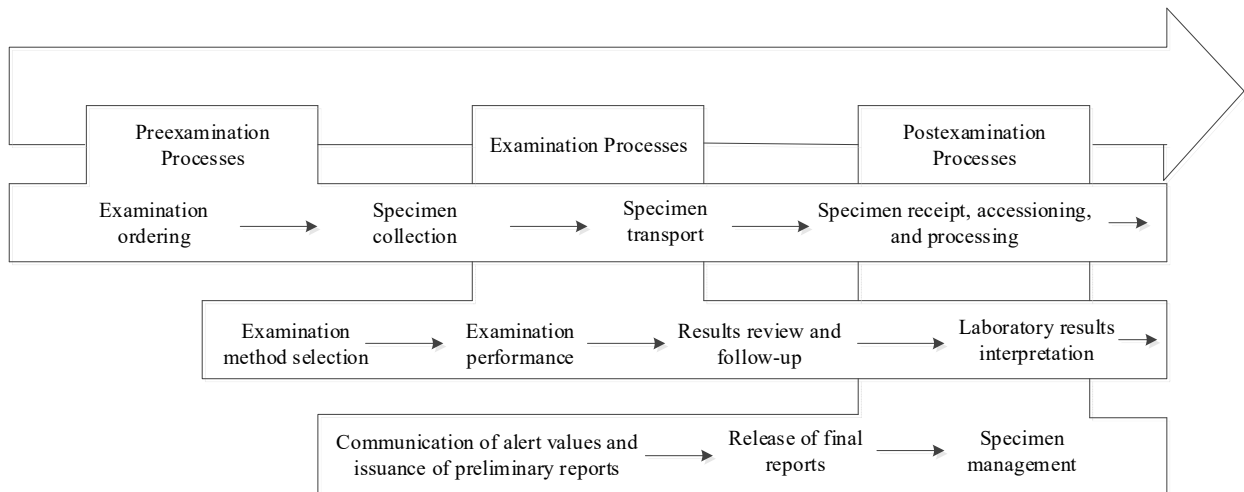 Preexamination
Processes
Examination Processes
Postexamination
Processes
Examination
ordering
Specimen
collection
Specimen
transport
Specimen receipt, accessioning,
and processing
Examination
method selection
Examination
performance
Results review and
follow-up
Laboratory results
interpretation
Communication of alert values and
issuance of preliminary reports
Release of final
reports
Specimen
management